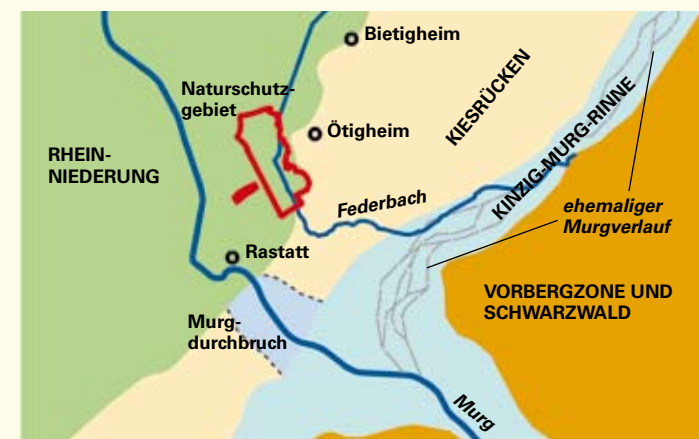 Bietigheim
Naturschutz-
gebiet
Ötigheim
KIESRÜCKEN
RHEIN-
NIEDERUNG
KINZIG-MURG-RINNE
Federbach
ehemaliger
Murgverlauf
Rastatt
VORBERGZONE UND
SCHWARZWALD
Murg-
durchbruch
Murg